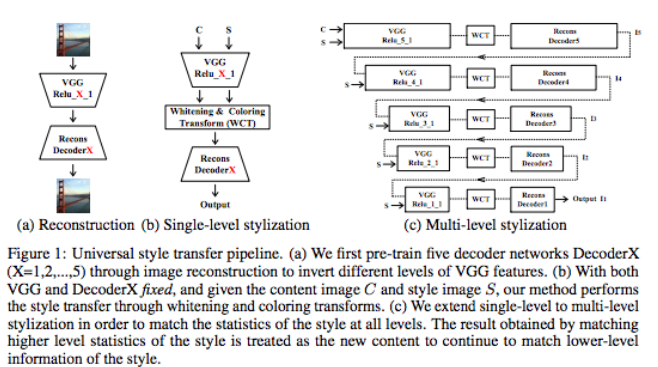 C S
VGG
Relu_X_1
Recons
DecoderX
VGG
Relu_X_1
Whitening & Coloring
Transform (WCT)
Recons
DecoderX
Output
C
S
VGG
Relu_5_1
WCT
Recons
Decoder5
I5
S
VGG
Relu_4_1
WCT
Recons
Decoder4
I4
S
VGG
Relu_3_1
WCT
Recons
Decoder3
I3
S
VGG
Relu_2_1
WCT
Recons
Decoder2
I2
S
VGG
Relu_1_1
WCT
Recons
Decoder1
Output I1
(a) Reconstruction (b) Single-level stylization (c) Multi-level stylization
Figure 1: Universal style transfer pipeline. (a) We first pre-train five decoder networks DecoderX
(X=1,2,...,5) through image reconstruction to invert different levels of VGG features. (b) With both
VGG and DecoderX fixed, and given the content image C and style image S, our method performs
the style transfer through whitening and coloring transforms. (c) We extend single-level to multi-level
stylization in order to match the statistics of the style at all levels. The result obtained by matching
higher level statistics of the style is treated as the new content to continue to match lower-level
information of the style.